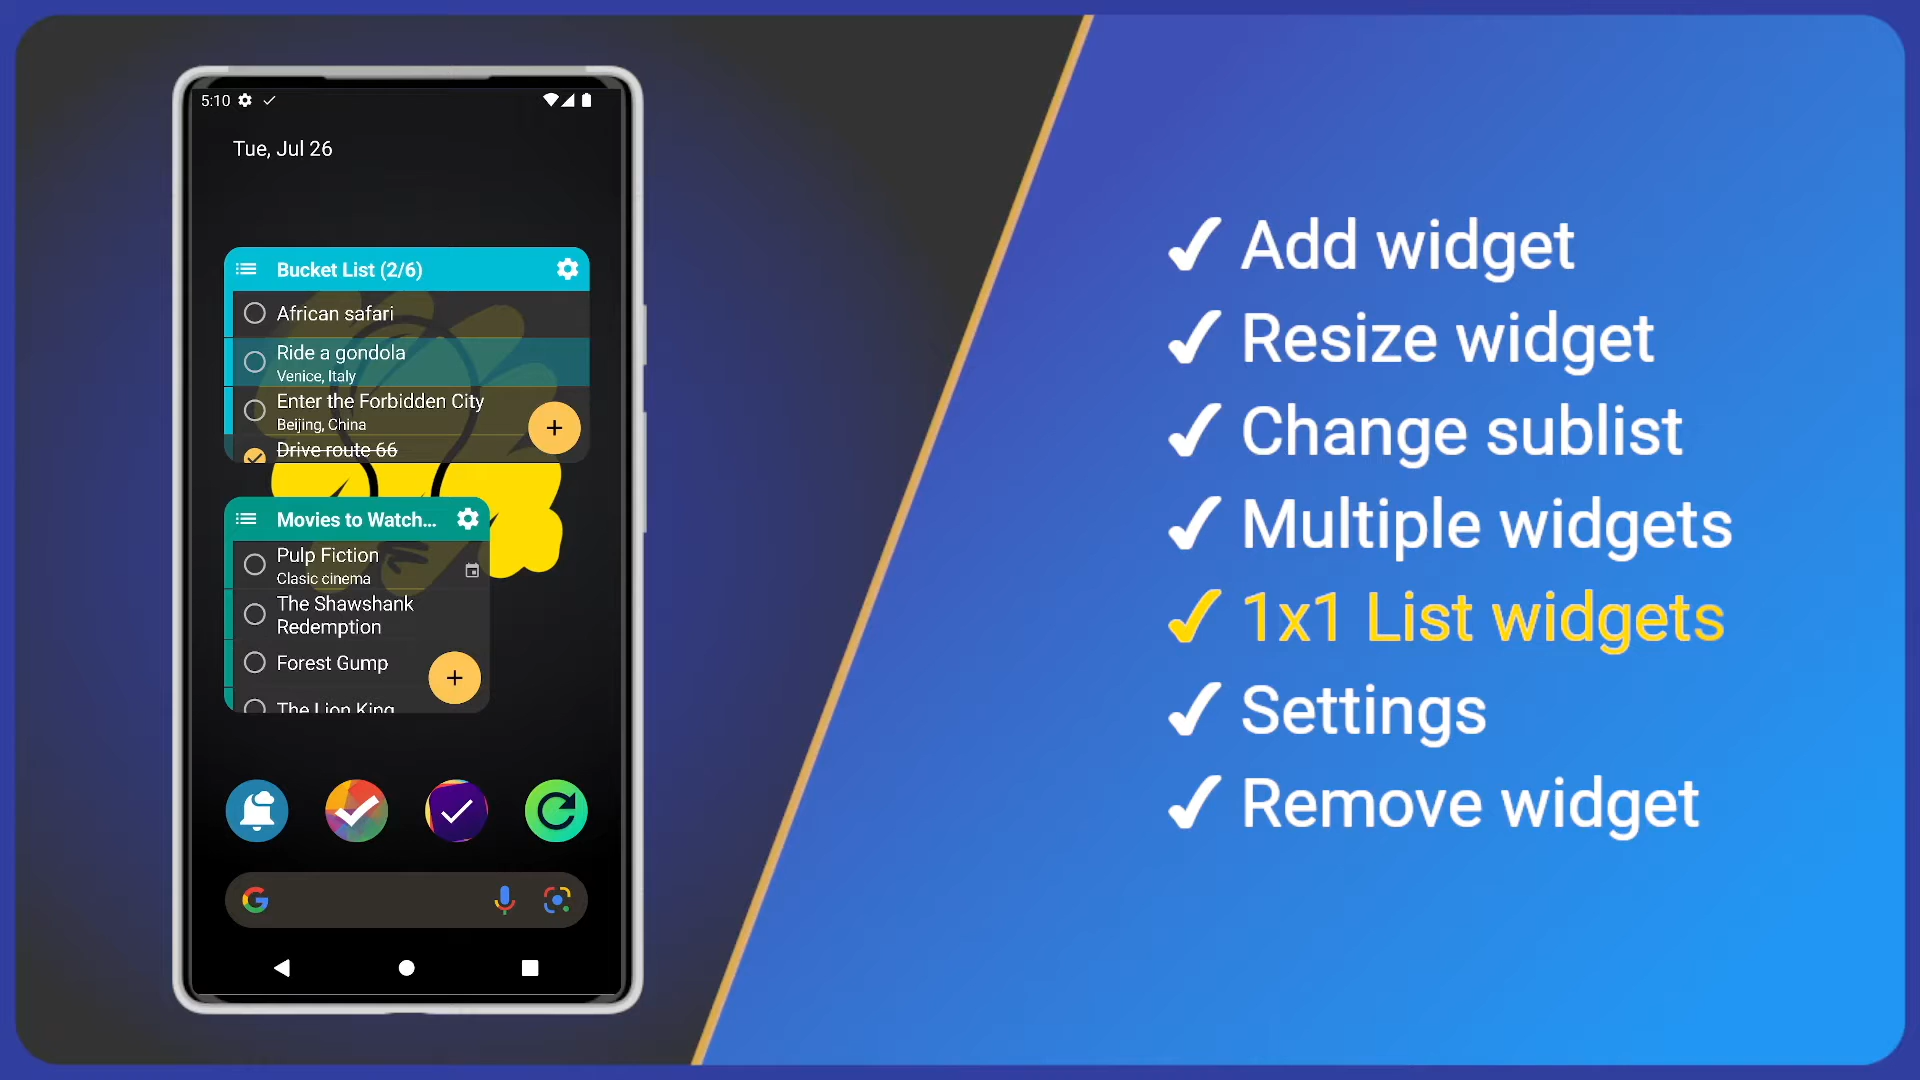 5:10
Tue, Jul 26
Bucket List (2/6)
African safari
Ride a gondola
Venice, Italy
Enter the Forbidden City
Beijing, China
Drive route 66
Movies to Watch...
Pulp Fiction
Clasic cinema
The Shawshank
Redemption
Forest Gump
The Lion King
Add widget
Resize widget
Change sublist
Multiple widgets
1x1 List widgets
Settings
Remove widget